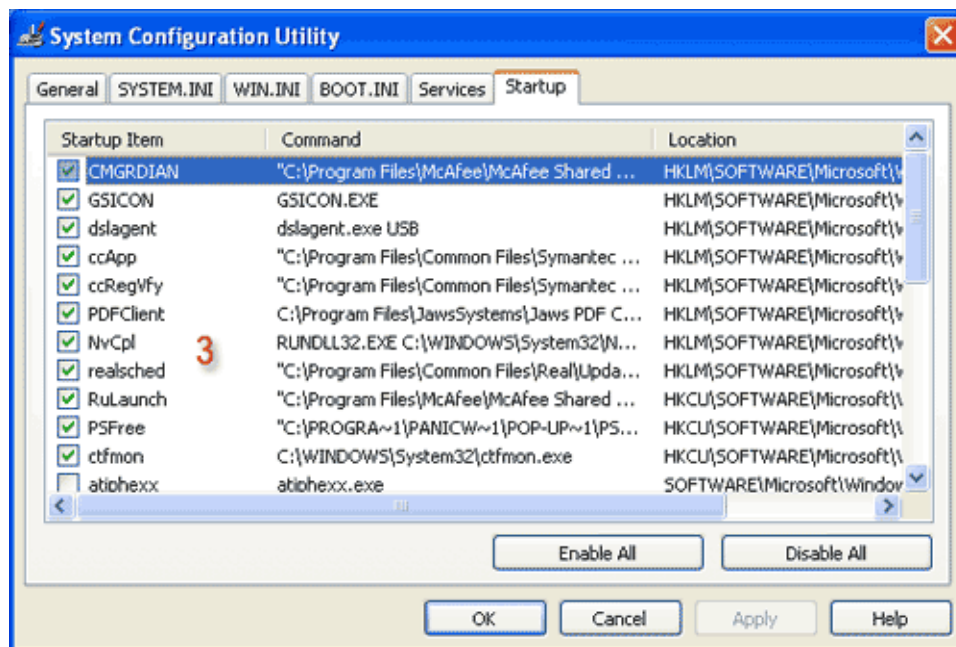 System Configuration Utility
General SYSTEM.INI WIN.INI BOOT.INI Services Startup
Startup Item Command Location
CMGRDIAN "C:\Program Files\McAfee\McAfee Shared ... HKLM\SOFTWARE\Microsoft\W
GSICON GSICON.EXE HKLM\SOFTWARE\Microsoft\W
dslagent dslagent.exe USB HKLM\SOFTWARE\Microsoft\W
ccApp "C:\Program Files\Common Files\Symantec ... HKLM\SOFTWARE\Microsoft\W
ccRegVfy "C:\Program Files\Common Files\Symantec ... HKLM\SOFTWARE\Microsoft\W
PDFClient C:\Program Files\JawsSystems\Jaws PDF C... HKLM\SOFTWARE\Microsoft\W
NvCpl RUNDLL32.EXE C:\WINDOWS\System32\N... HKLM\SOFTWARE\Microsoft\W
3
realsched "C:\Program Files\Common Files\Real\Upda... HKLM\SOFTWARE\Microsoft\W
RuLaunch "C:\Program Files\McAfee\McAfee Shared ... HKCU\SOFTWARE\Microsoft\W
PSFree "C:\PROGRA~1\PANICW~1\POP-UP~1\PS... HKCU\SOFTWARE\Microsoft\W
ctfmon C:\WINDOWS\System32\ctfmon.exe HKCU\SOFTWARE\Microsoft\W
atiphexx atiphexx.exe SOFTWARE\Microsoft\Window
Enable All Disable All
OK Cancel Apply Help